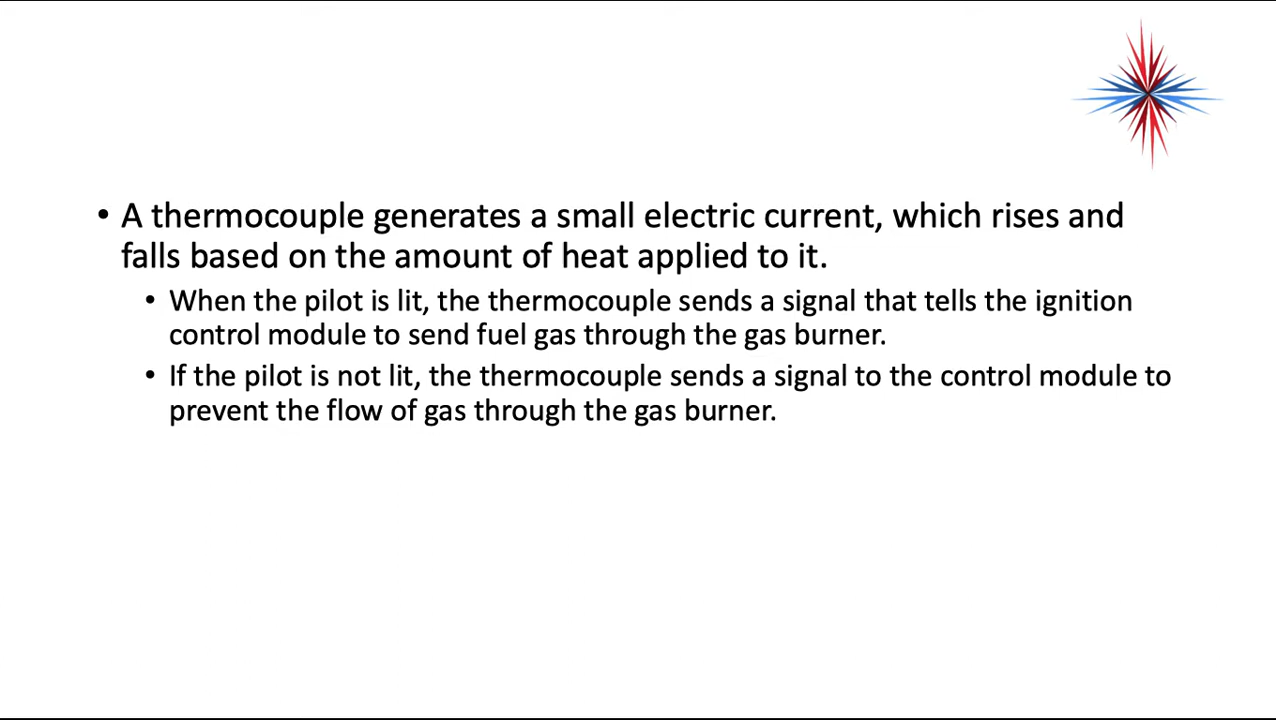 • A thermocouple generates a small electric current, which rises and
falls based on the amount of heat applied to it.
• When the pilot is lit, the thermocouple sends a signal that tells the ignition
control module to send fuel gas through the gas burner.
• If the pilot is not lit, the thermocouple sends a signal to the control module to
prevent the flow of gas through the gas burner.